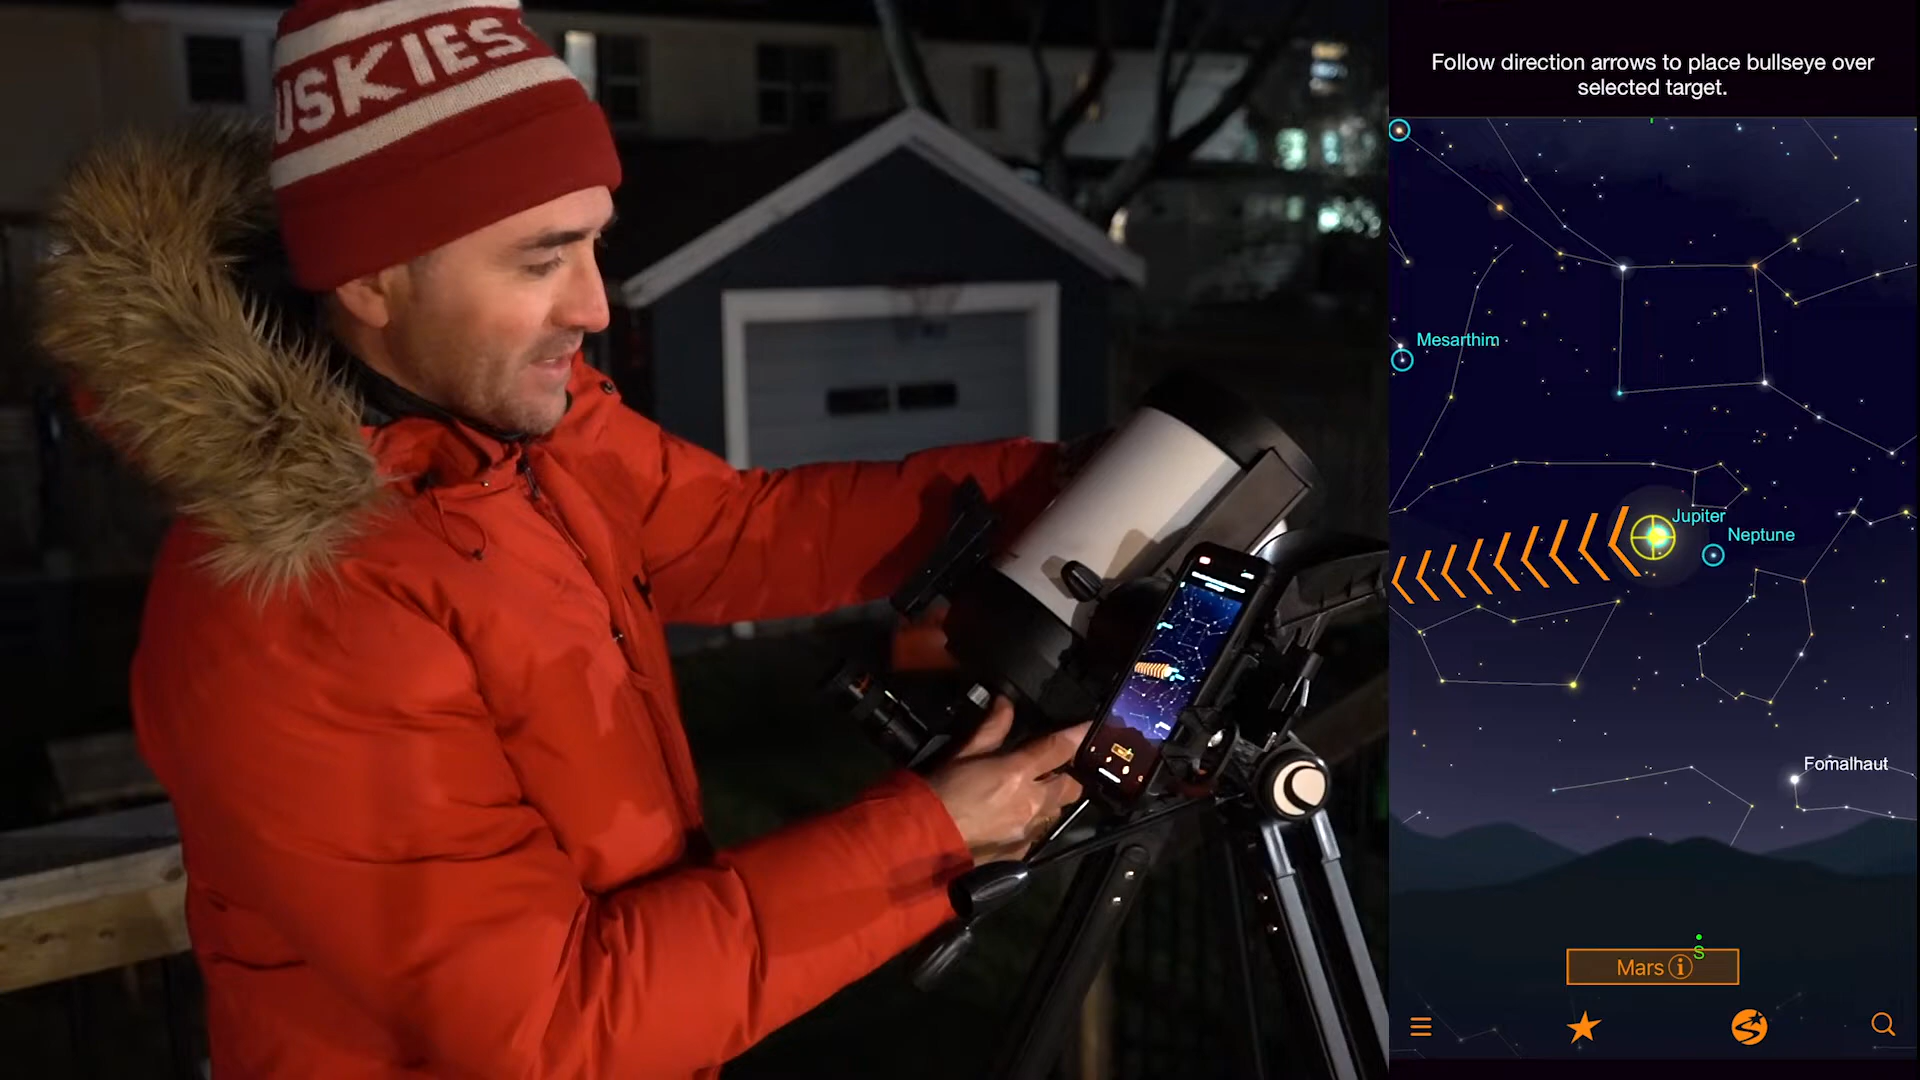 USKIES
Follow direction arrows to place bullseye over
selected target.
Mesarthim
Jupiter
Neptune
Fomalhaut
S
Mars i